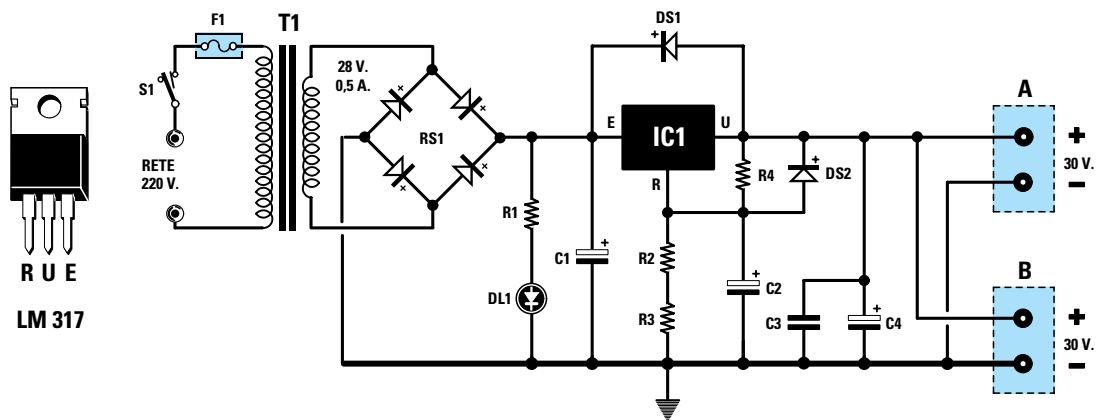 F1
T1
S1
RETE
220 V.
28 V.
0,5 A.
RS1
DS1
E
IC1
U
R
R4
DS2
R1
DL1
C1
R2
R3
C2
C3
C4
A
+
30 V.
–
B
+
30 V.
–
R U E
LM 317